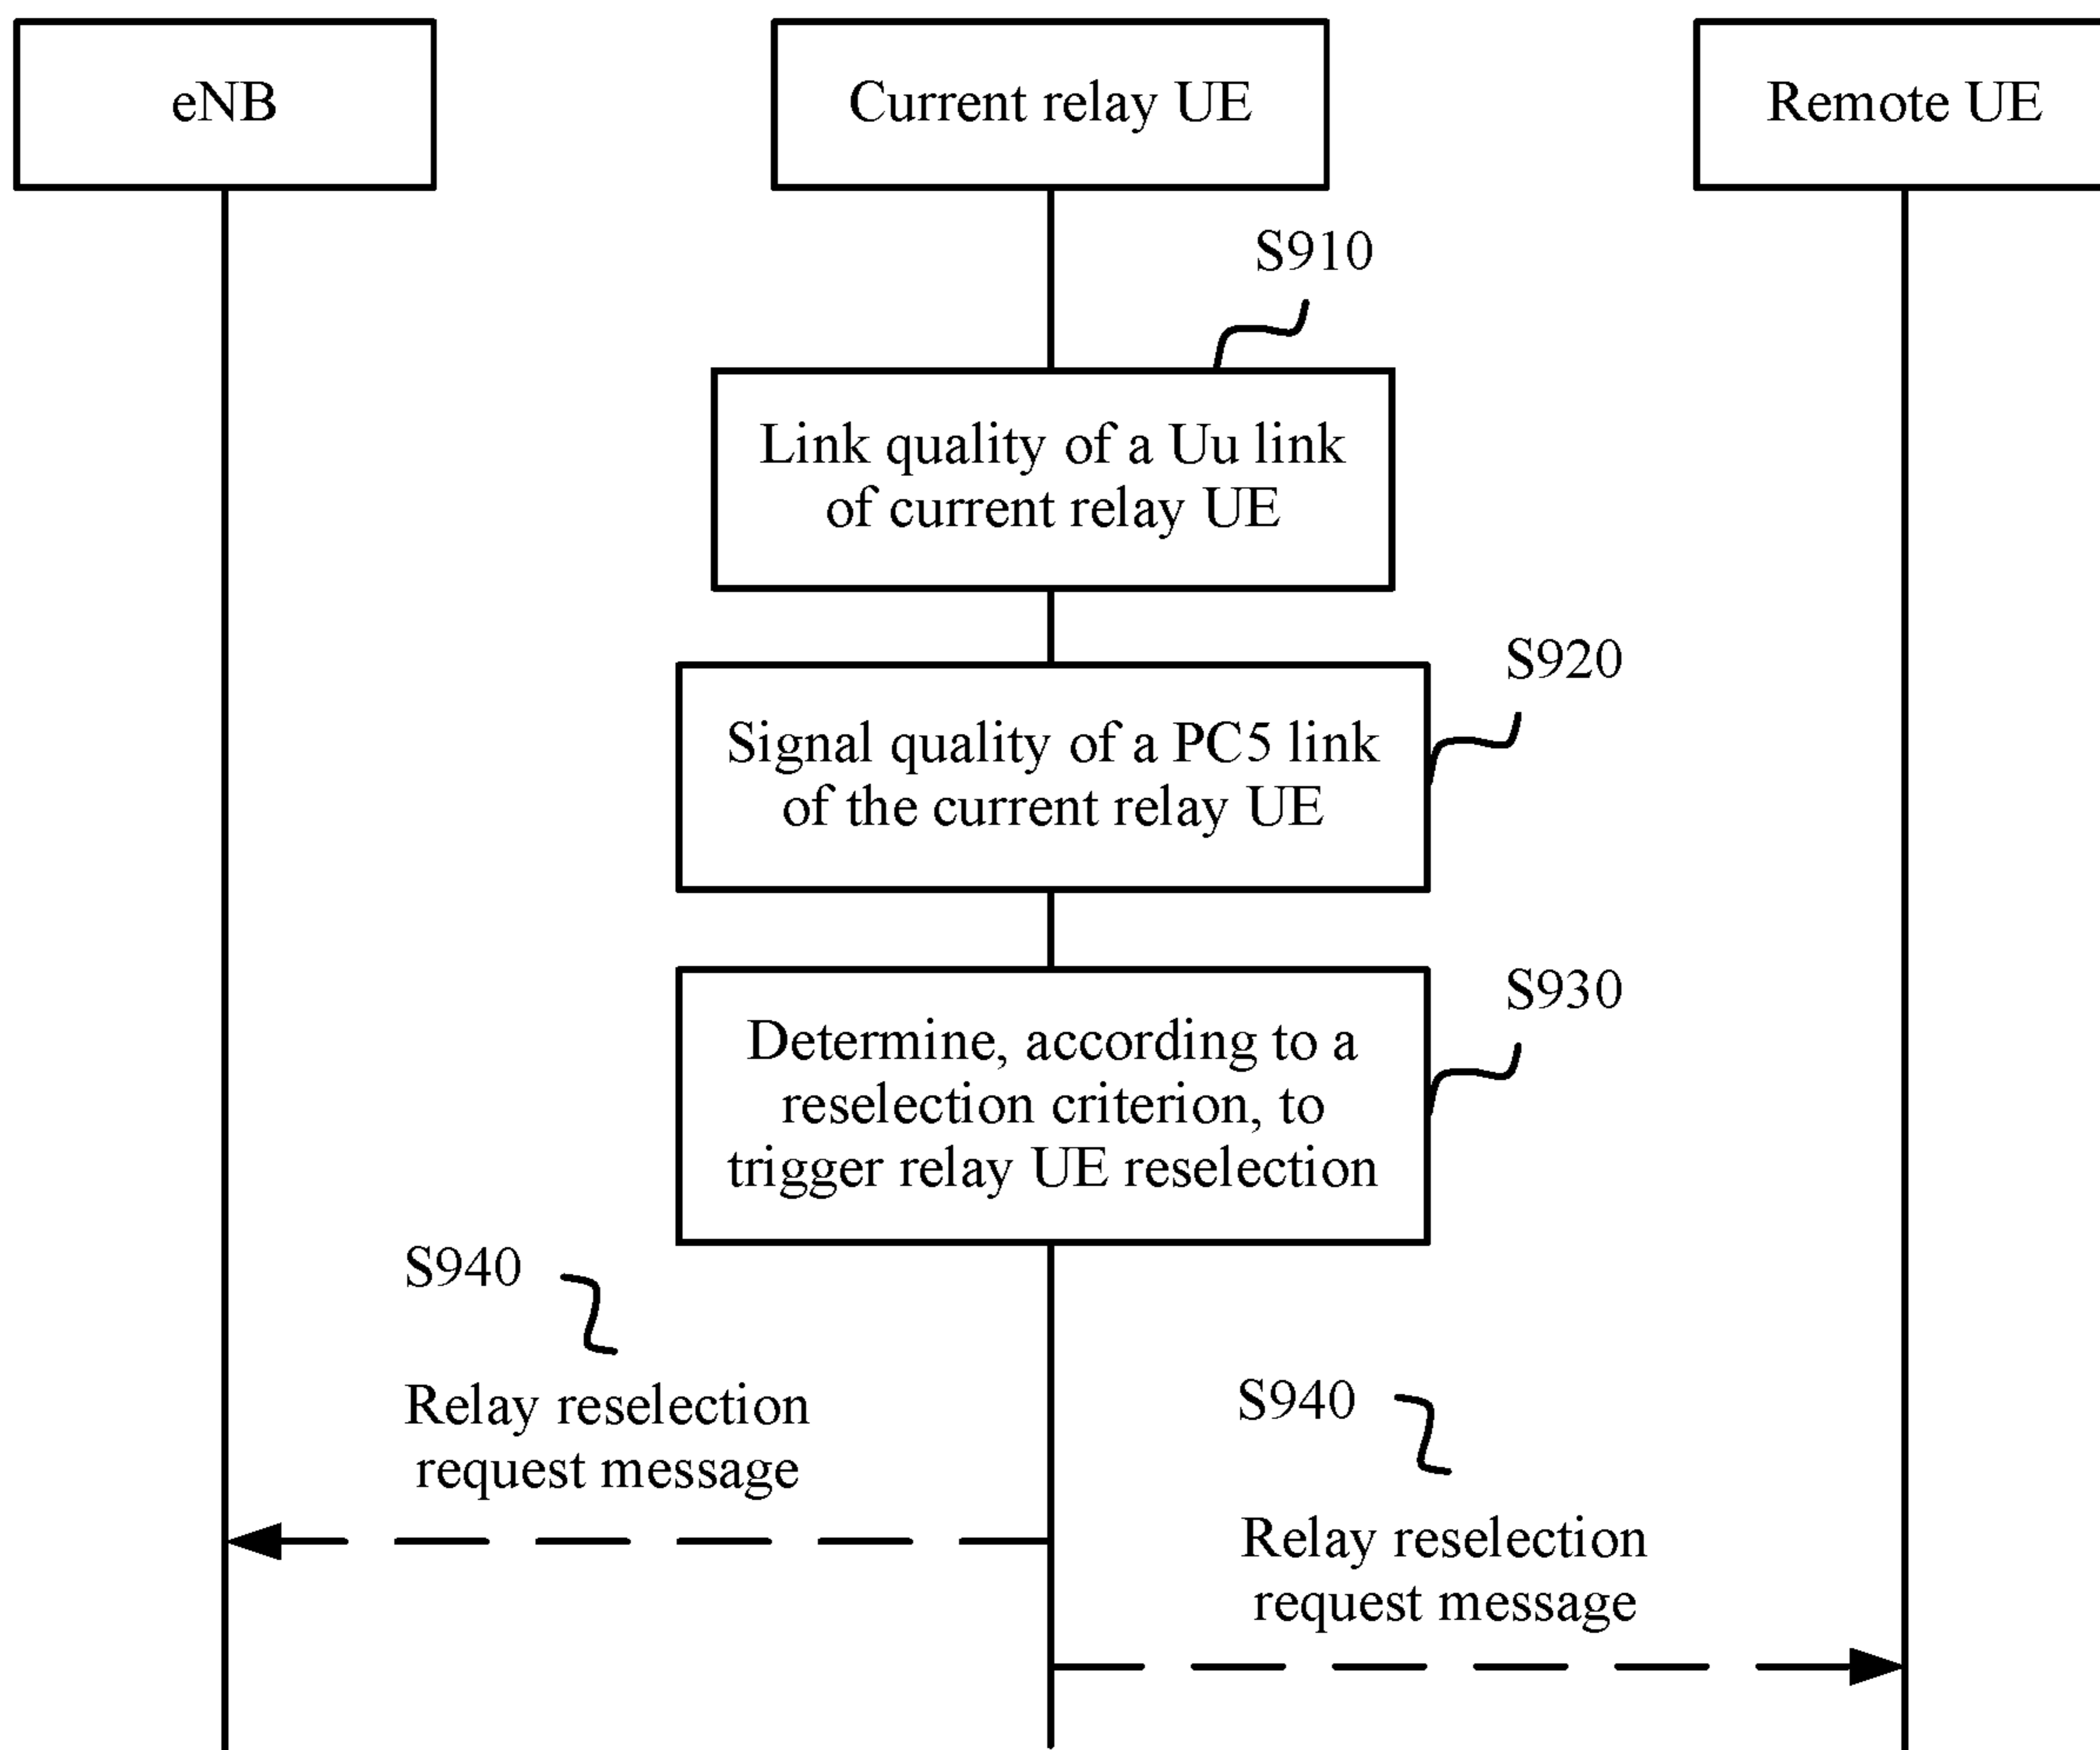 eNB
Current relay UE
Remote UE
S910
Link quality of a Uu link
of current relay UE
S920
Signal quality of a PC5 link
of the current relay UE
S930
Determine, according to a
reselection criterion, to
trigger relay UE reselection
S940
Relay reselection
request message
S940
Relay reselection
request message